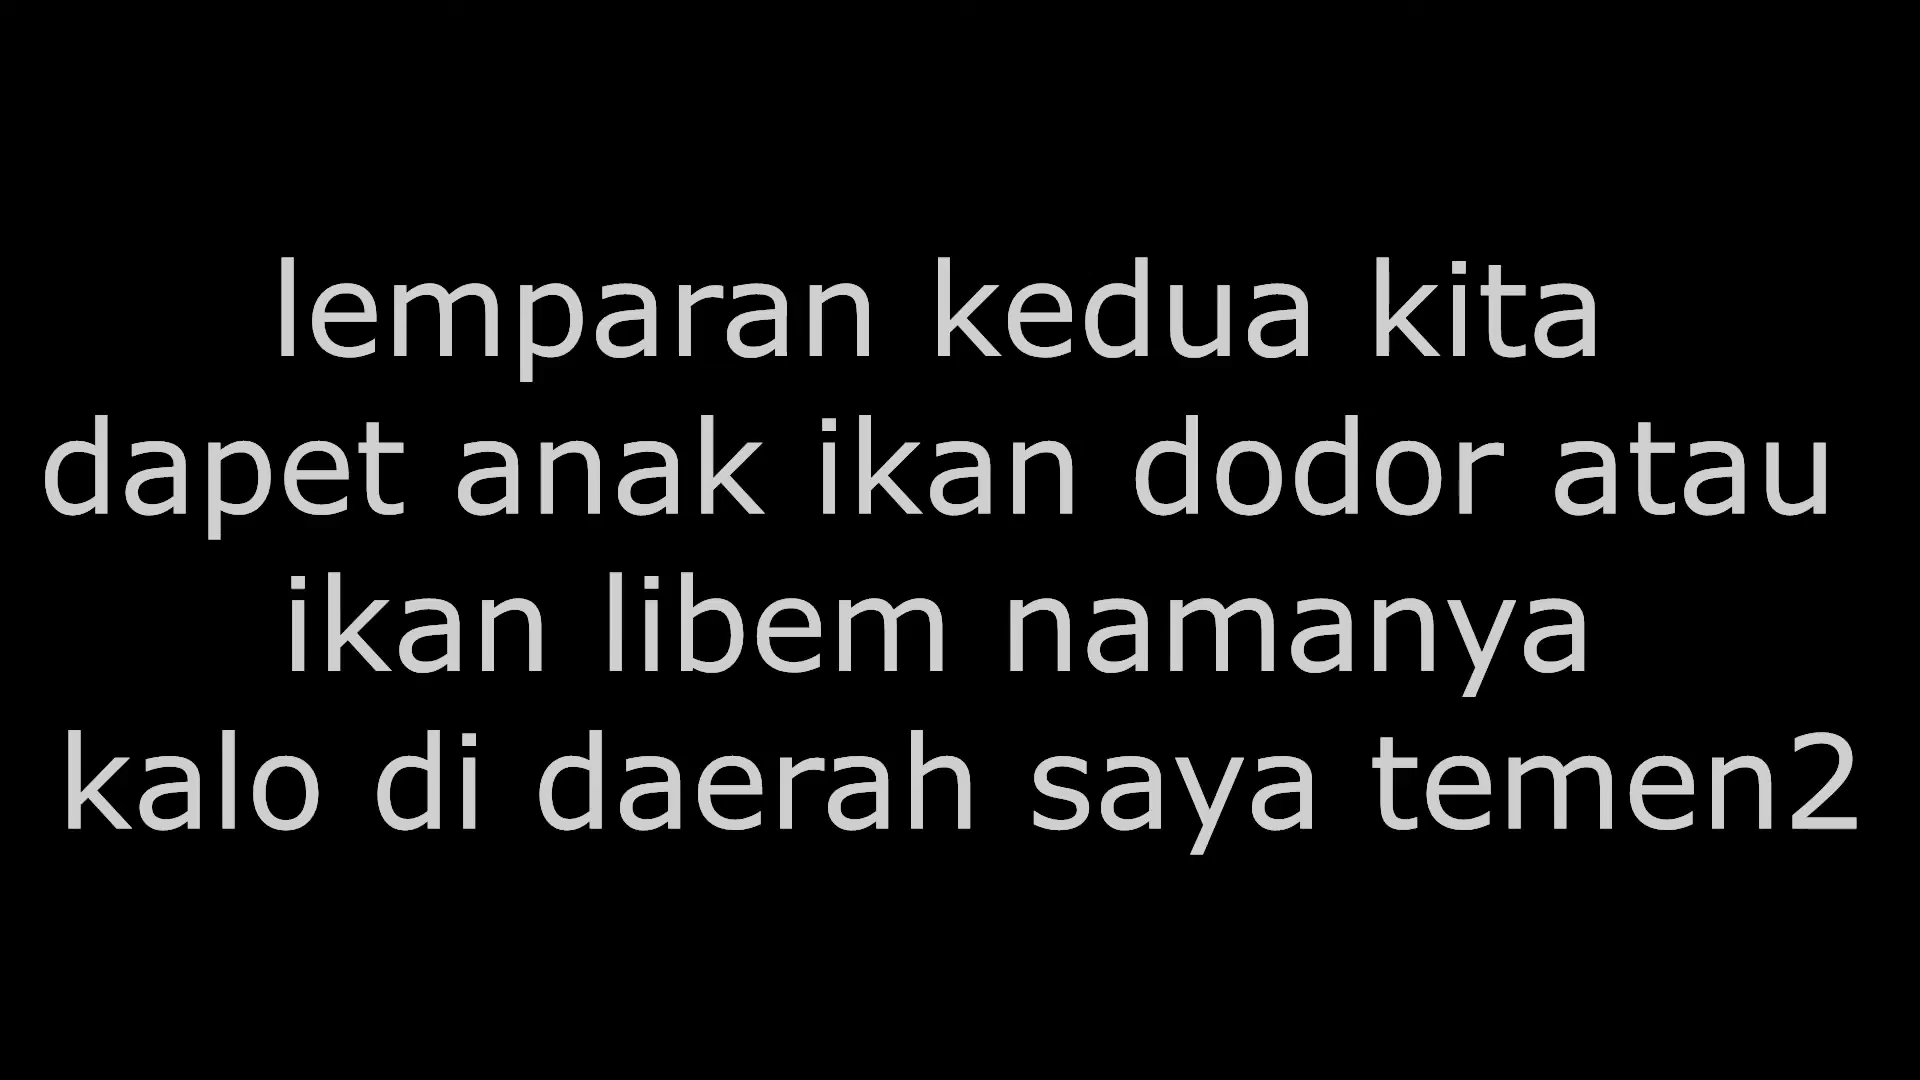 lemparan kedua kita
dapet anak ikan dodor atau
ikan libem namanya
kalo di daerah saya temen2